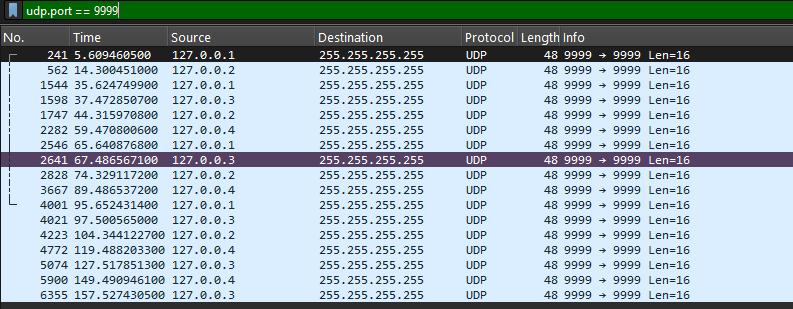 udp.port == 9999
No. Time Source Destination Protocol Length Info
241 5.609460500 127.0.0.1 255.255.255.255 UDP 48 9999 → 9999 Len=16
562 14.300451000 127.0.0.2 255.255.255.255 UDP 48 9999 → 9999 Len=16
1544 35.624749900 127.0.0.1 255.255.255.255 UDP 48 9999 → 9999 Len=16
1598 37.472850700 127.0.0.3 255.255.255.255 UDP 48 9999 → 9999 Len=16
1747 44.315970800 127.0.0.2 255.255.255.255 UDP 48 9999 → 9999 Len=16
2282 59.470800600 127.0.0.4 255.255.255.255 UDP 48 9999 → 9999 Len=16
2546 65.640876800 127.0.0.1 255.255.255.255 UDP 48 9999 → 9999 Len=16
2641 67.486567100 127.0.0.3 255.255.255.255 UDP 48 9999 → 9999 Len=16
2828 74.329117200 127.0.0.2 255.255.255.255 UDP 48 9999 → 9999 Len=16
3667 89.486537200 127.0.0.4 255.255.255.255 UDP 48 9999 → 9999 Len=16
4001 95.652431400 127.0.0.1 255.255.255.255 UDP 48 9999 → 9999 Len=16
4021 97.500565000 127.0.0.3 255.255.255.255 UDP 48 9999 → 9999 Len=16
4223 104.344122700 127.0.0.2 255.255.255.255 UDP 48 9999 → 9999 Len=16
4772 119.488203300 127.0.0.4 255.255.255.255 UDP 48 9999 → 9999 Len=16
5074 127.517851300 127.0.0.3 255.255.255.255 UDP 48 9999 → 9999 Len=16
5900 149.490946100 127.0.0.4 255.255.255.255 UDP 48 9999 → 9999 Len=16
6355 157.527430500 127.0.0.3 255.255.255.255 UDP 48 9999 → 9999 Len=16